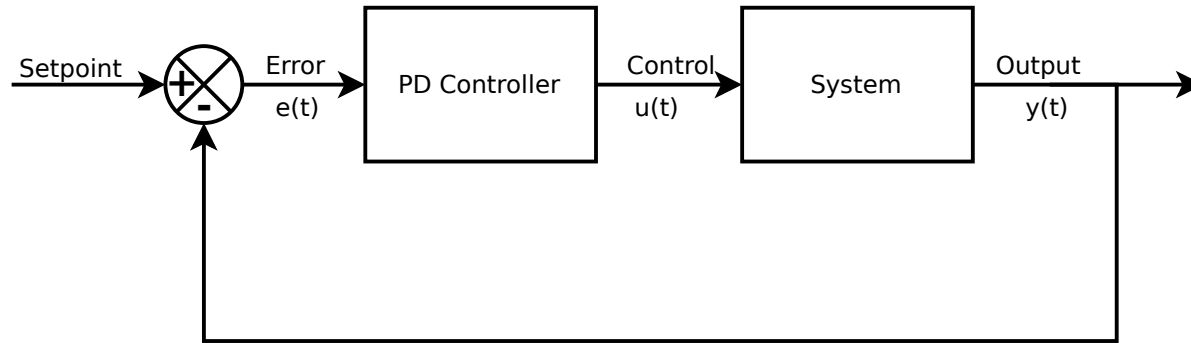 Setpoint
+
-
Error
e(t)
PD Controller
Control
u(t)
System
Output
y(t)